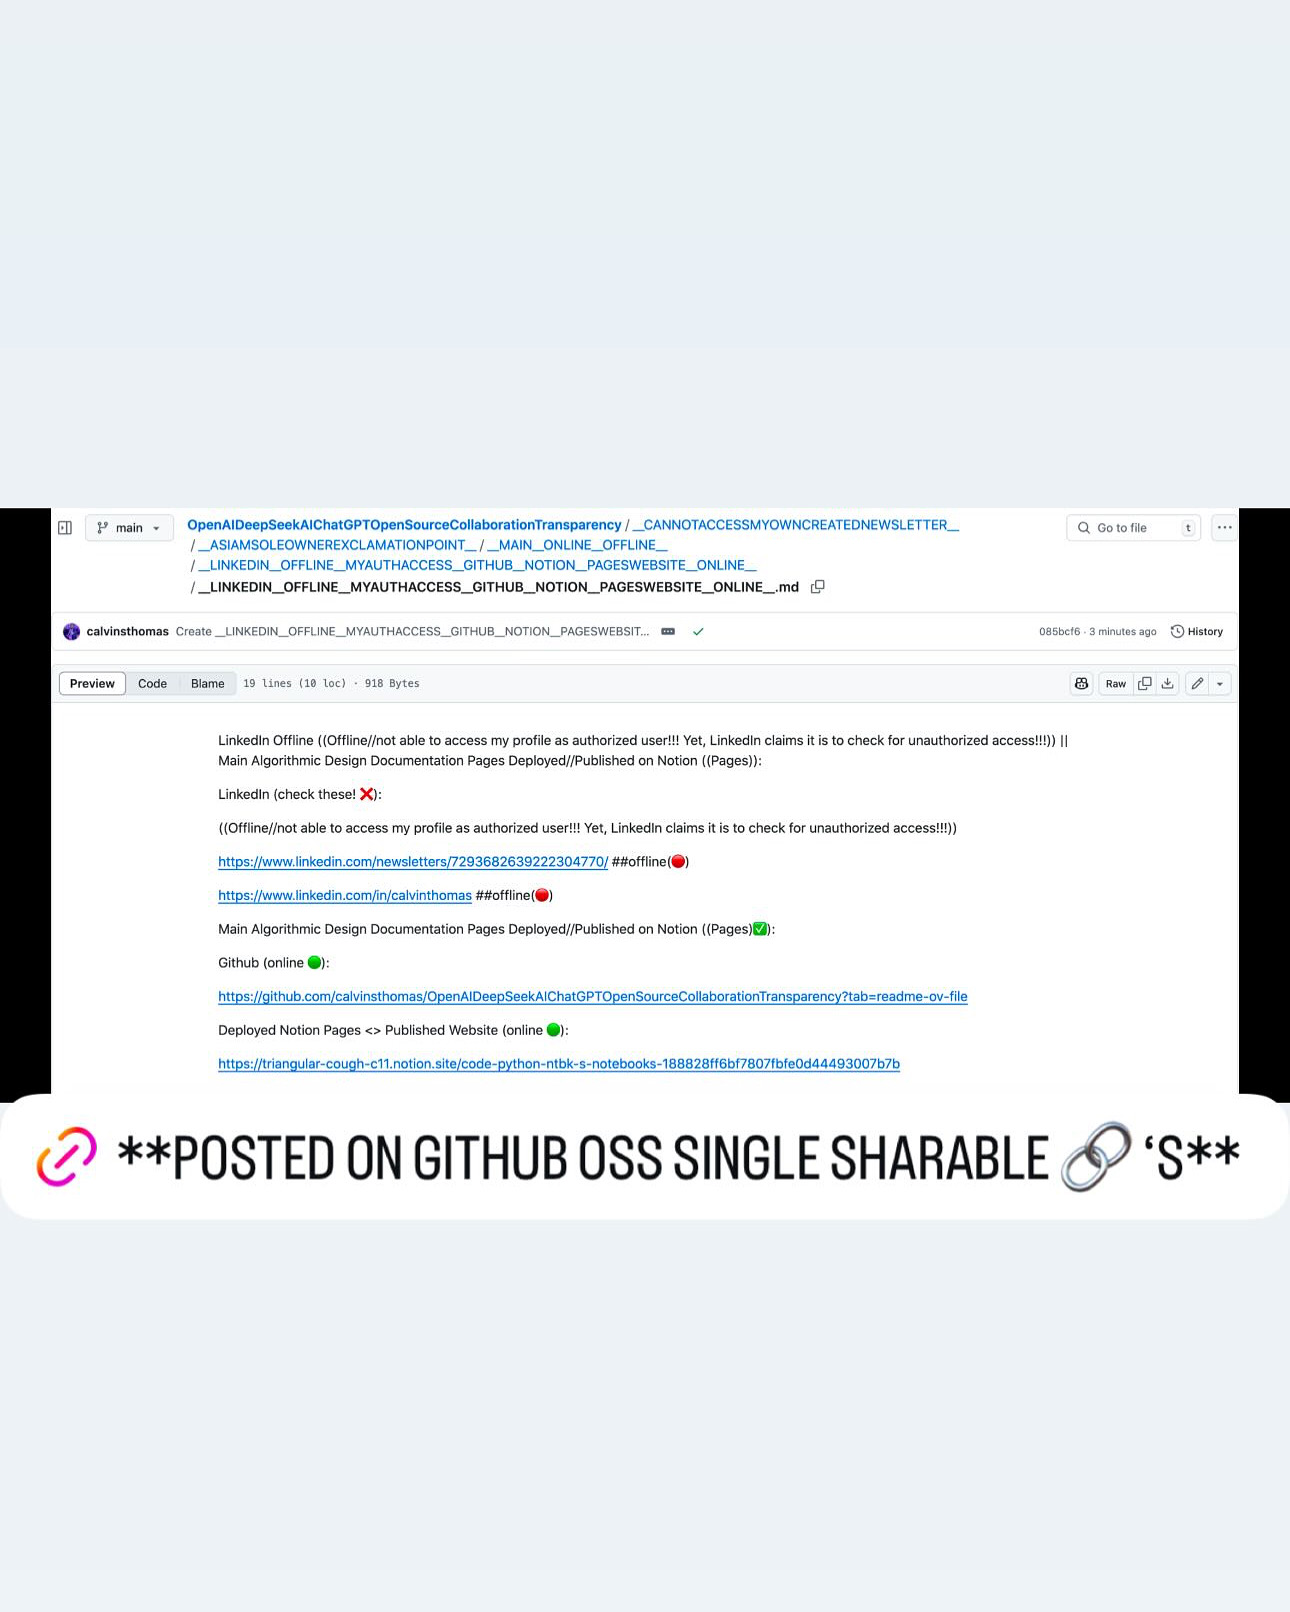 main
OpenAIDeepSeekAIChatGPTOpenSourceCollaborationTransparency / __CANNOTACCESSMYOWNCREATEDNEWSLETTER__
/ __ASIAMSOLEOWNEREXCLAMATIONPOINT__ / __MAIN__ONLINE__OFFLINE__
/ __LINKEDIN__OFFLINE__MYAUTHACCESS__GITHUB__NOTION__PAGESWEBSITE__ONLINE__
/ __LINKEDIN__OFFLINE__MYAUTHACCESS__GITHUB__NOTION__PAGESWEBSITE__ONLINE__.md
Go to file t
calvinsthomas Create __LINKEDIN__OFFLINE__MYAUTHACCESS__GITHUB__NOTION__PAGESWEBSIT... 085bcf6 · 3 minutes ago History
Preview Code Blame 19 lines (10 loc) · 918 Bytes Raw
LinkedIn Offline ((Offline//not able to access my profile as authorized user!!! Yet, LinkedIn claims it is to check for unauthorized access!!!)) ||
Main Algorithmic Design Documentation Pages Deployed//Published on Notion ((Pages)):
LinkedIn (check these! ❌):
((Offline//not able to access my profile as authorized user!!! Yet, LinkedIn claims it is to check for unauthorized access!!!))
https://www.linkedin.com/newsletters/7293682639222304770/ ##offline(🔴)
https://www.linkedin.com/in/calvinthomas ##offline(🔴)
Main Algorithmic Design Documentation Pages Deployed//Published on Notion ((Pages)✅):
Github (online 🟢):
https://github.com/calvinsthomas/OpenAIDeepSeekAIChatGPTOpenSourceCollaborationTransparency?tab=readme-ov-file
Deployed Notion Pages <> Published Website (online 🟢):
https://triangular-cough-c11.notion.site/code-python-ntbk-s-notebooks-188828ff6bf7807fbfe0d44493007b7b
**POSTED ON GITHUB OSS SINGLE SHARABLE 🔗 ‘S**